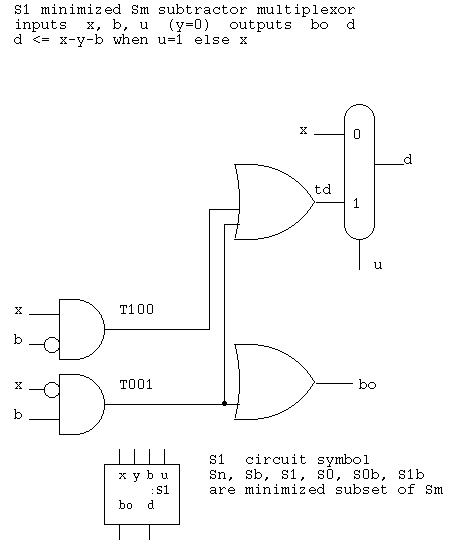 S1 minimized Sm subtractor multiplexor
inputs x, b, u (y=0) outputs bo d
d <= x-y-b when u=1 else x
x
0
d
td
1
u
x
T100
b
x
T001
b
bo
x y b u
:S1
bo d
S1 circuit symbol
Sn, Sb, S1, S0, S0b, S1b
are minimized subset of Sm